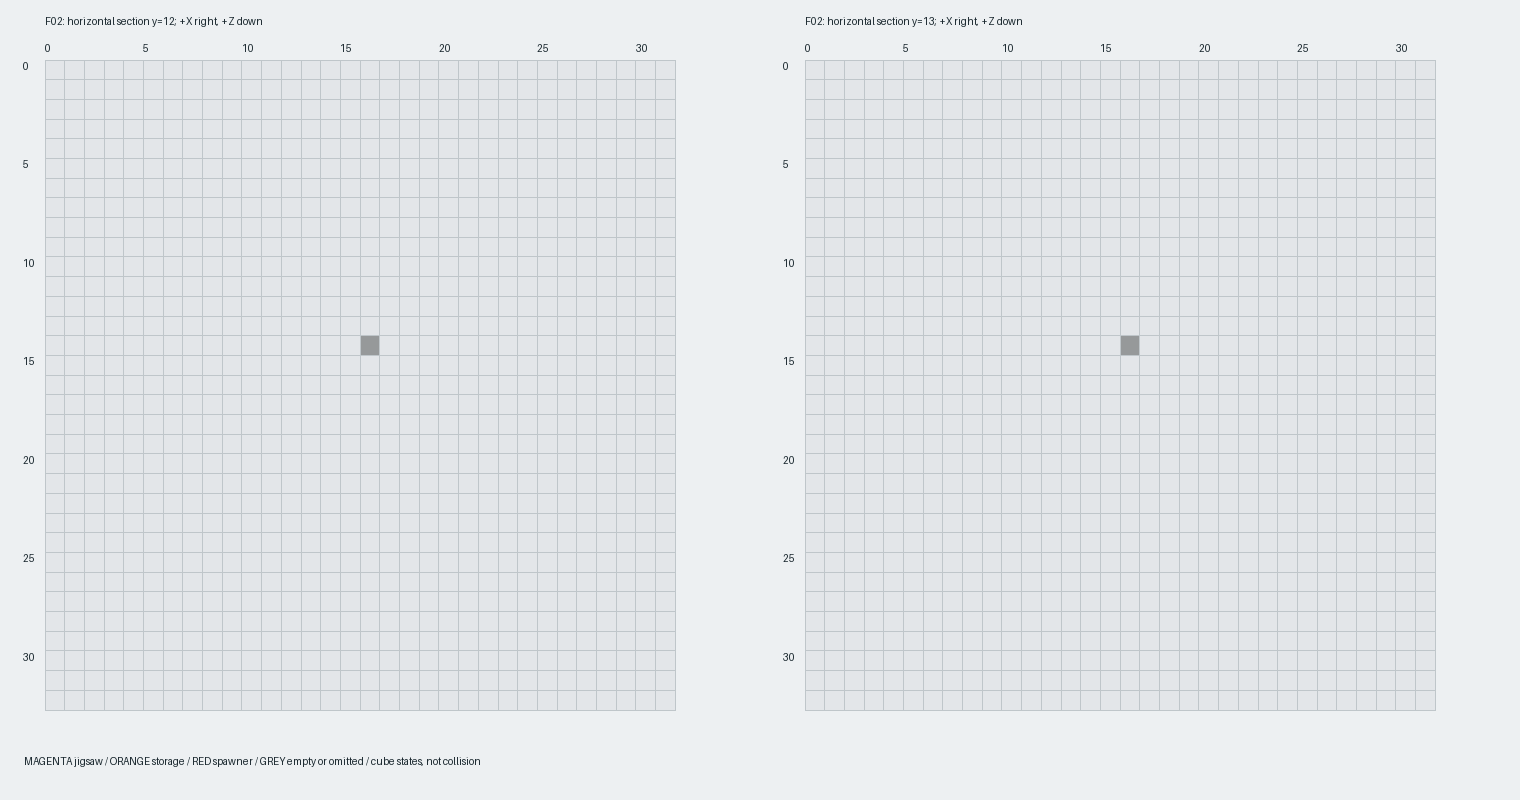 F02: horizontal section y=12; +X right, +Z down
F02: horizontal section y=13; +X right, +Z down
0 5 10 15 20 25 30
0 5 10 15 20 25 30
0
5
10
15
20
25
30
0
5
10
15
20
25
30
MAGENTA jigsaw / ORANGE storage / RED spawner / GREY empty or omitted / cube states, not collision